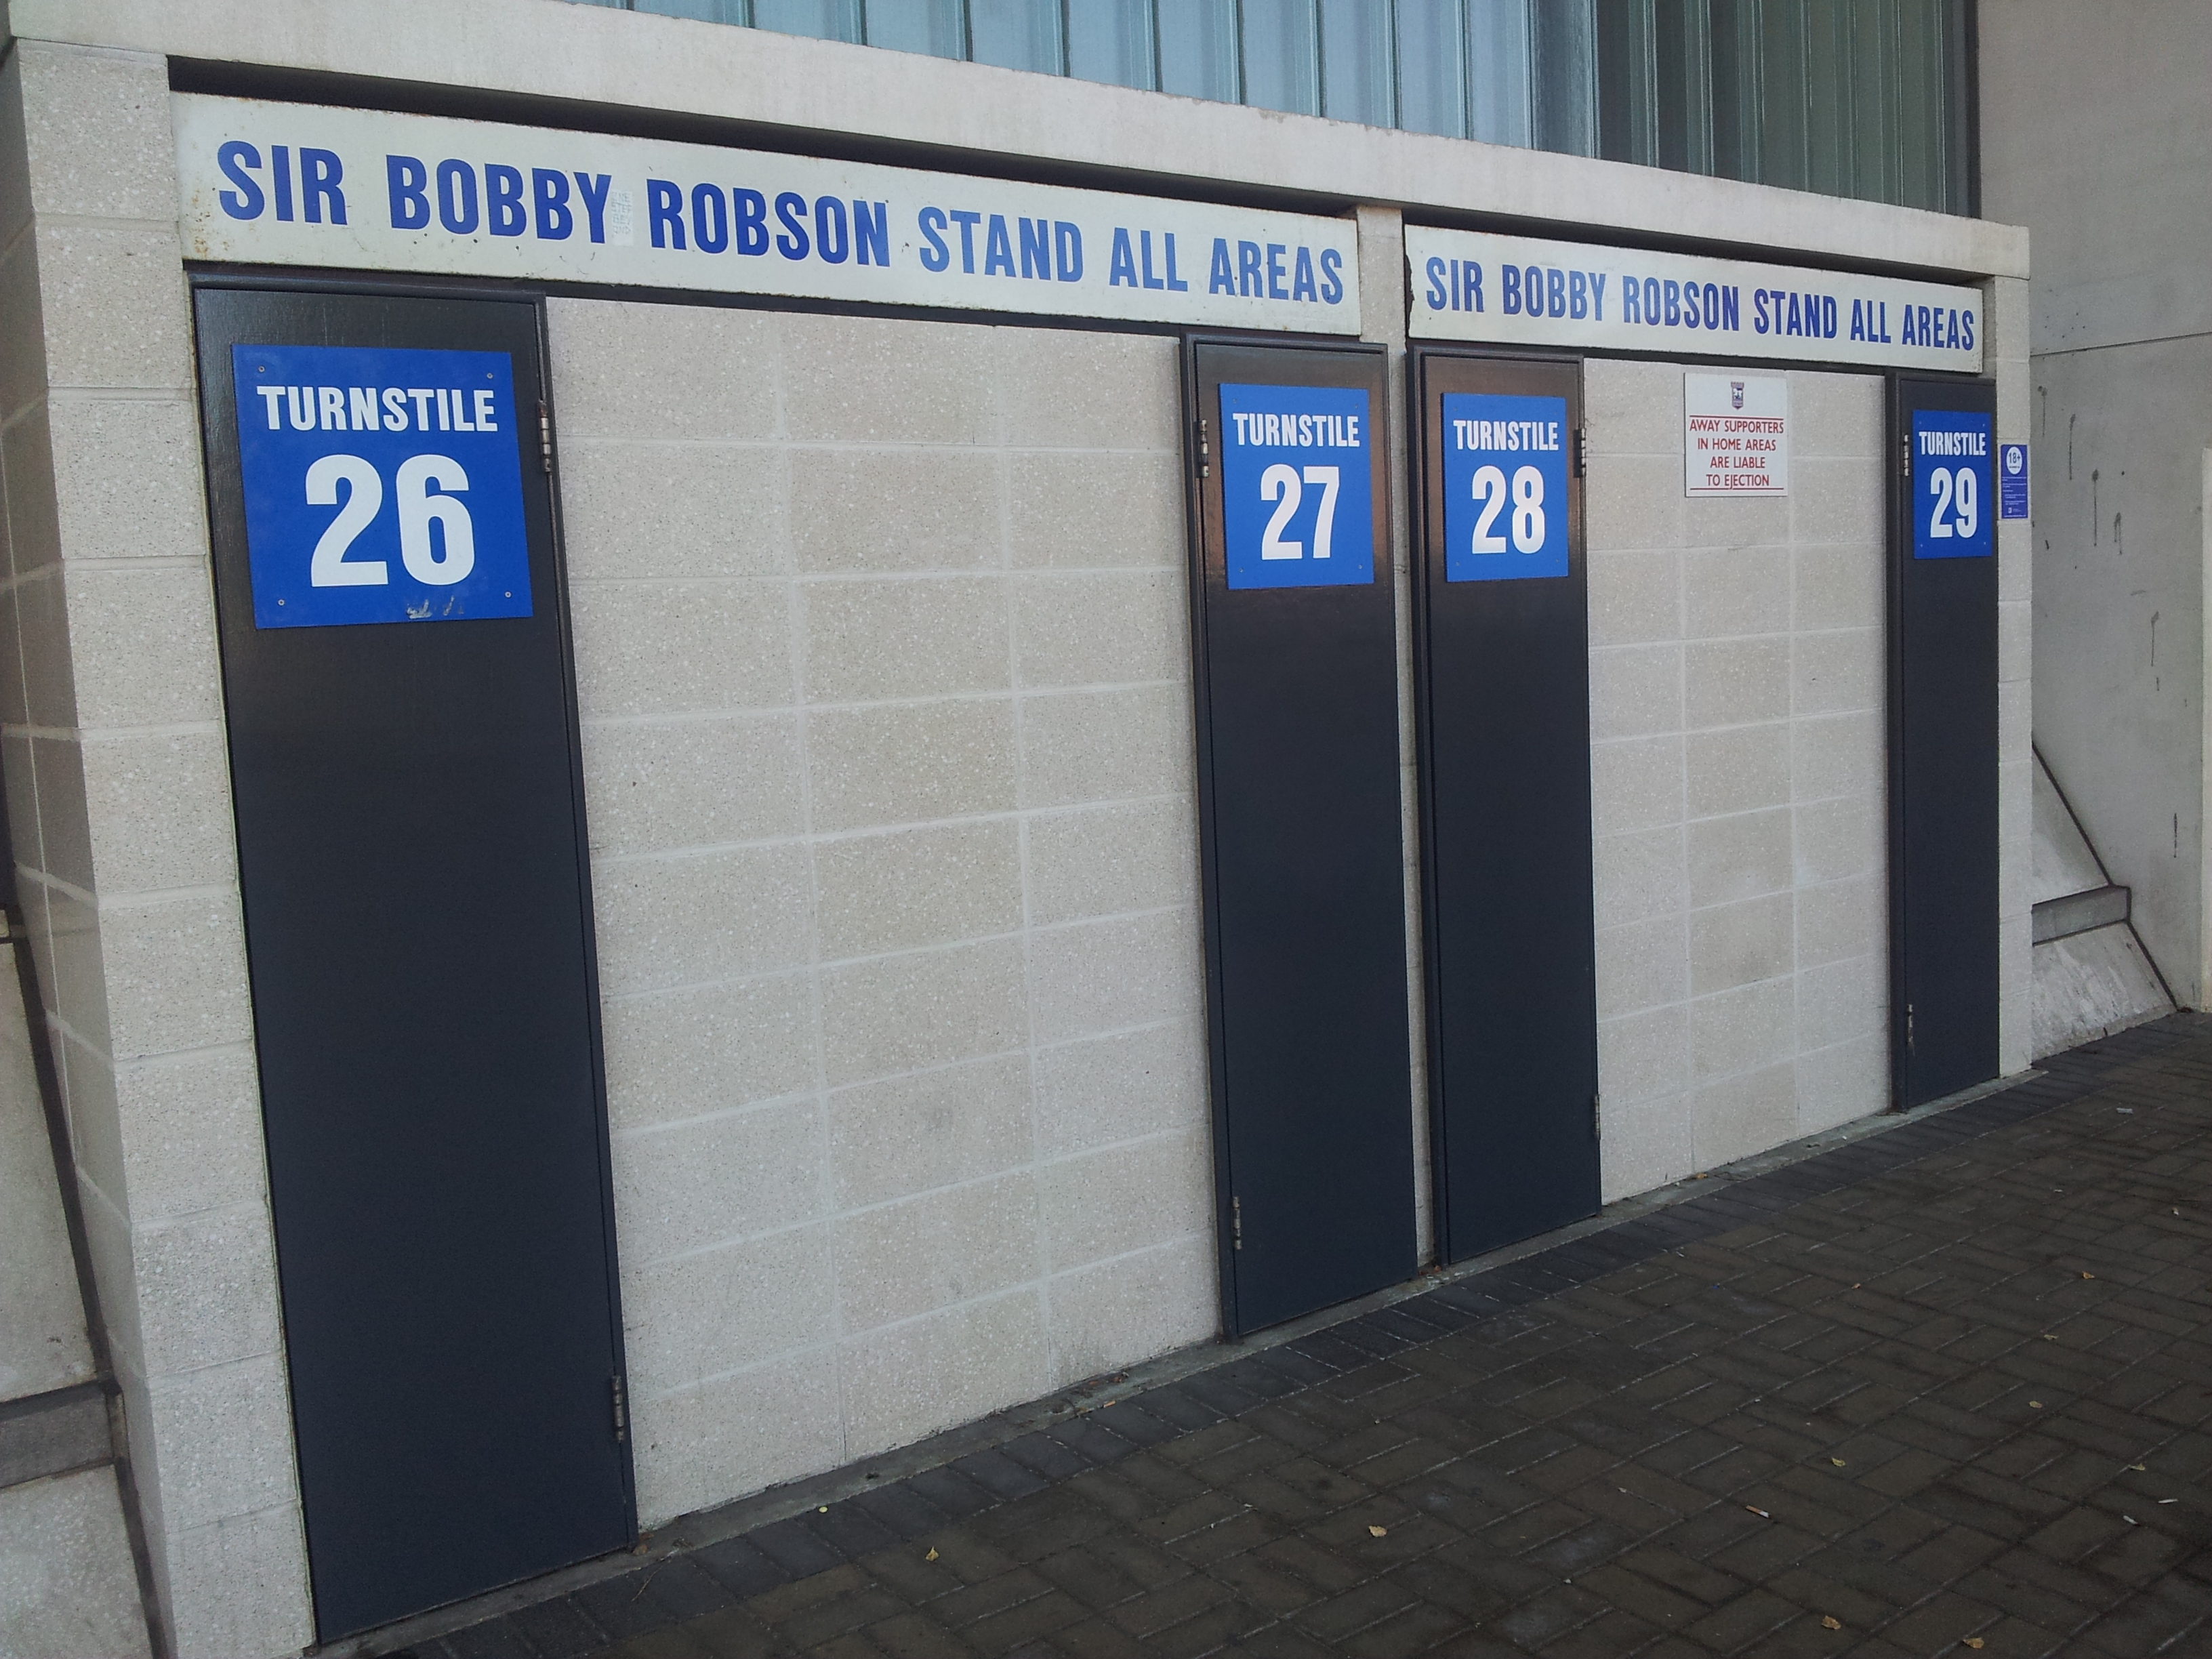 SIR BOBBY ROBSON STAND ALL AREAS
SIR BOBBY ROBSON STAND ALL AREAS
TURNSTILE
26
TURNSTILE
27
TURNSTILE
28
AWAY SUPPORTERS
IN HOME AREAS
ARE LIABLE
TO EJECTION
TURNSTILE
29
18+